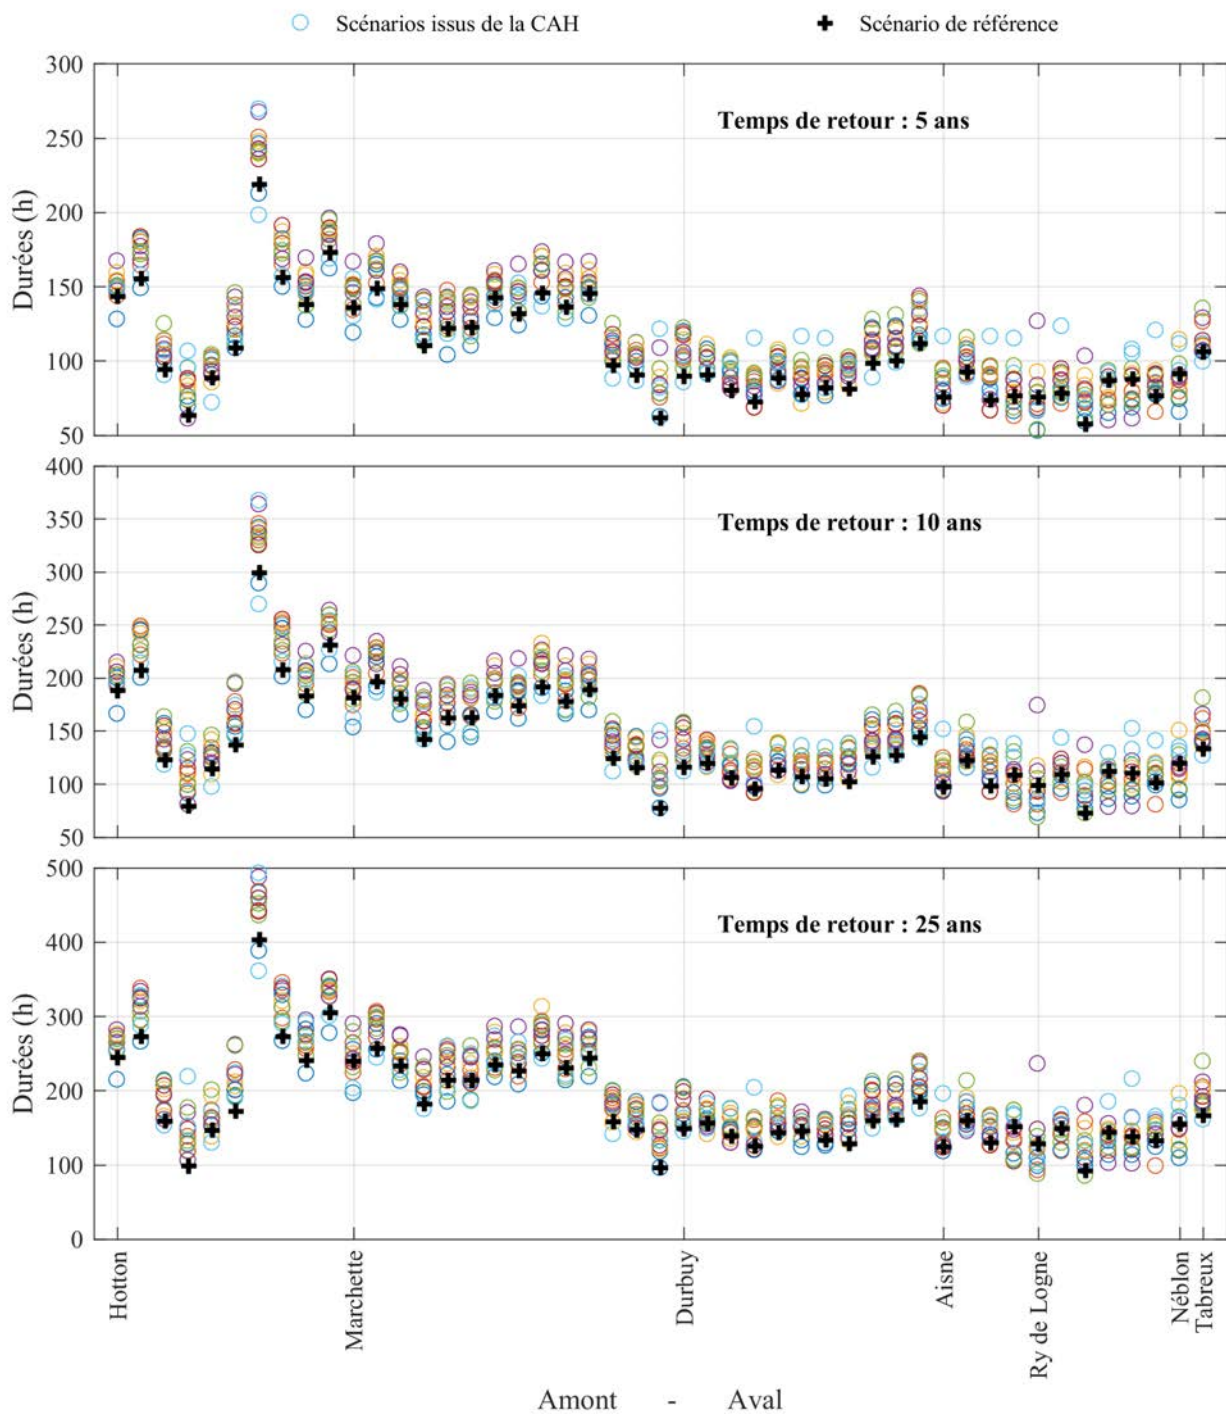 Scénarios issus de la CAH
Scénario de référence
300
250
200
150
100
50
Durées (h)
Temps de retour : 5 ans
400
350
300
250
200
150
100
50
Durées (h)
Temps de retour : 10 ans
500
400
300
200
100
0
Durées (h)
Temps de retour : 25 ans
Hotton
Marchette
Durbuy
Aisne
Ry de Logne
Néblon
Tabreux
Amont - Aval